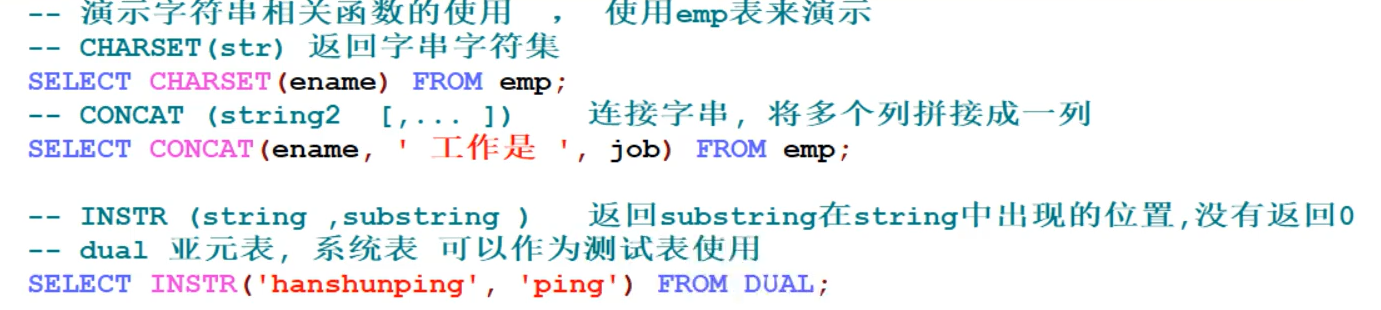 -- 演示字符串相关函数的使用 ， 使用emp表来演示
-- CHARSET(str) 返回字串字符集
SELECT CHARSET(ename) FROM emp;
-- CONCAT (string2 [,... ]) 连接字串, 将多个列拼接成一列
SELECT CONCAT(ename, ' 工作是 ', job) FROM emp;
-- INSTR (string ,substring ) 返回substring在string中出现的位置,没有返回0
-- dual 亚元表, 系统表 可以作为测试表使用
SELECT INSTR('hanshunping', 'ping') FROM DUAL;